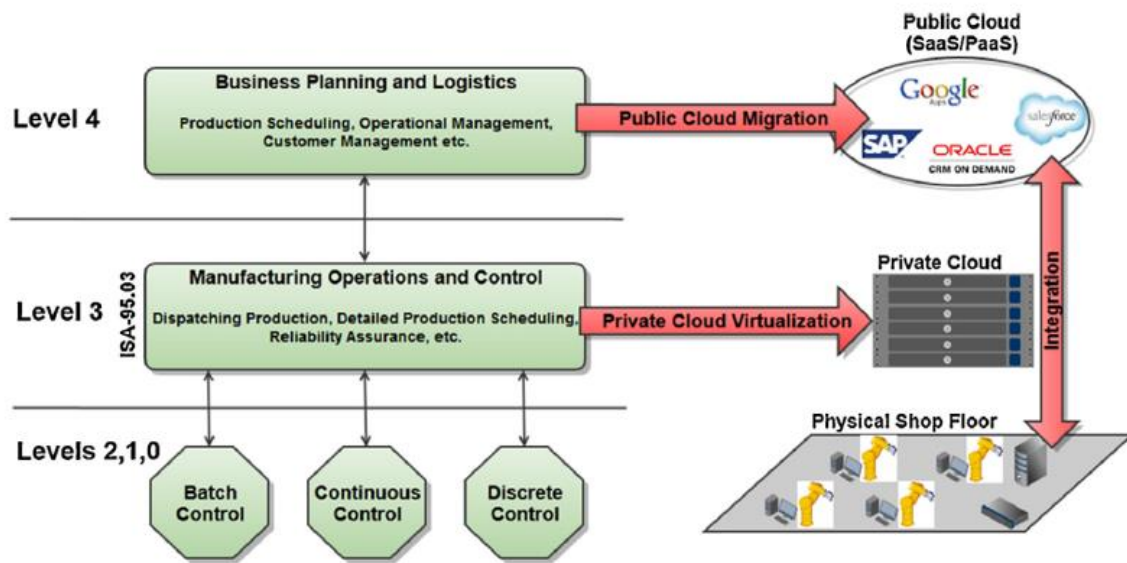 Public Cloud
(SaaS/PaaS)
Level 4
Business Planning and Logistics
Production Scheduling, Operational Management,
Customer Management etc.
Public Cloud Migration
Google
Apps
salesforce
SAP
ORACLE
CRM ON DEMAND
Level 3
ISA-95.03
Manufacturing Operations and Control
Dispatching Production, Detailed Production Scheduling,
Reliability Assurance, etc.
Private Cloud Virtualization
Private Cloud
Integration
Levels 2,1,0
Batch
Control
Continuous
Control
Discrete
Control
Physical Shop Floor